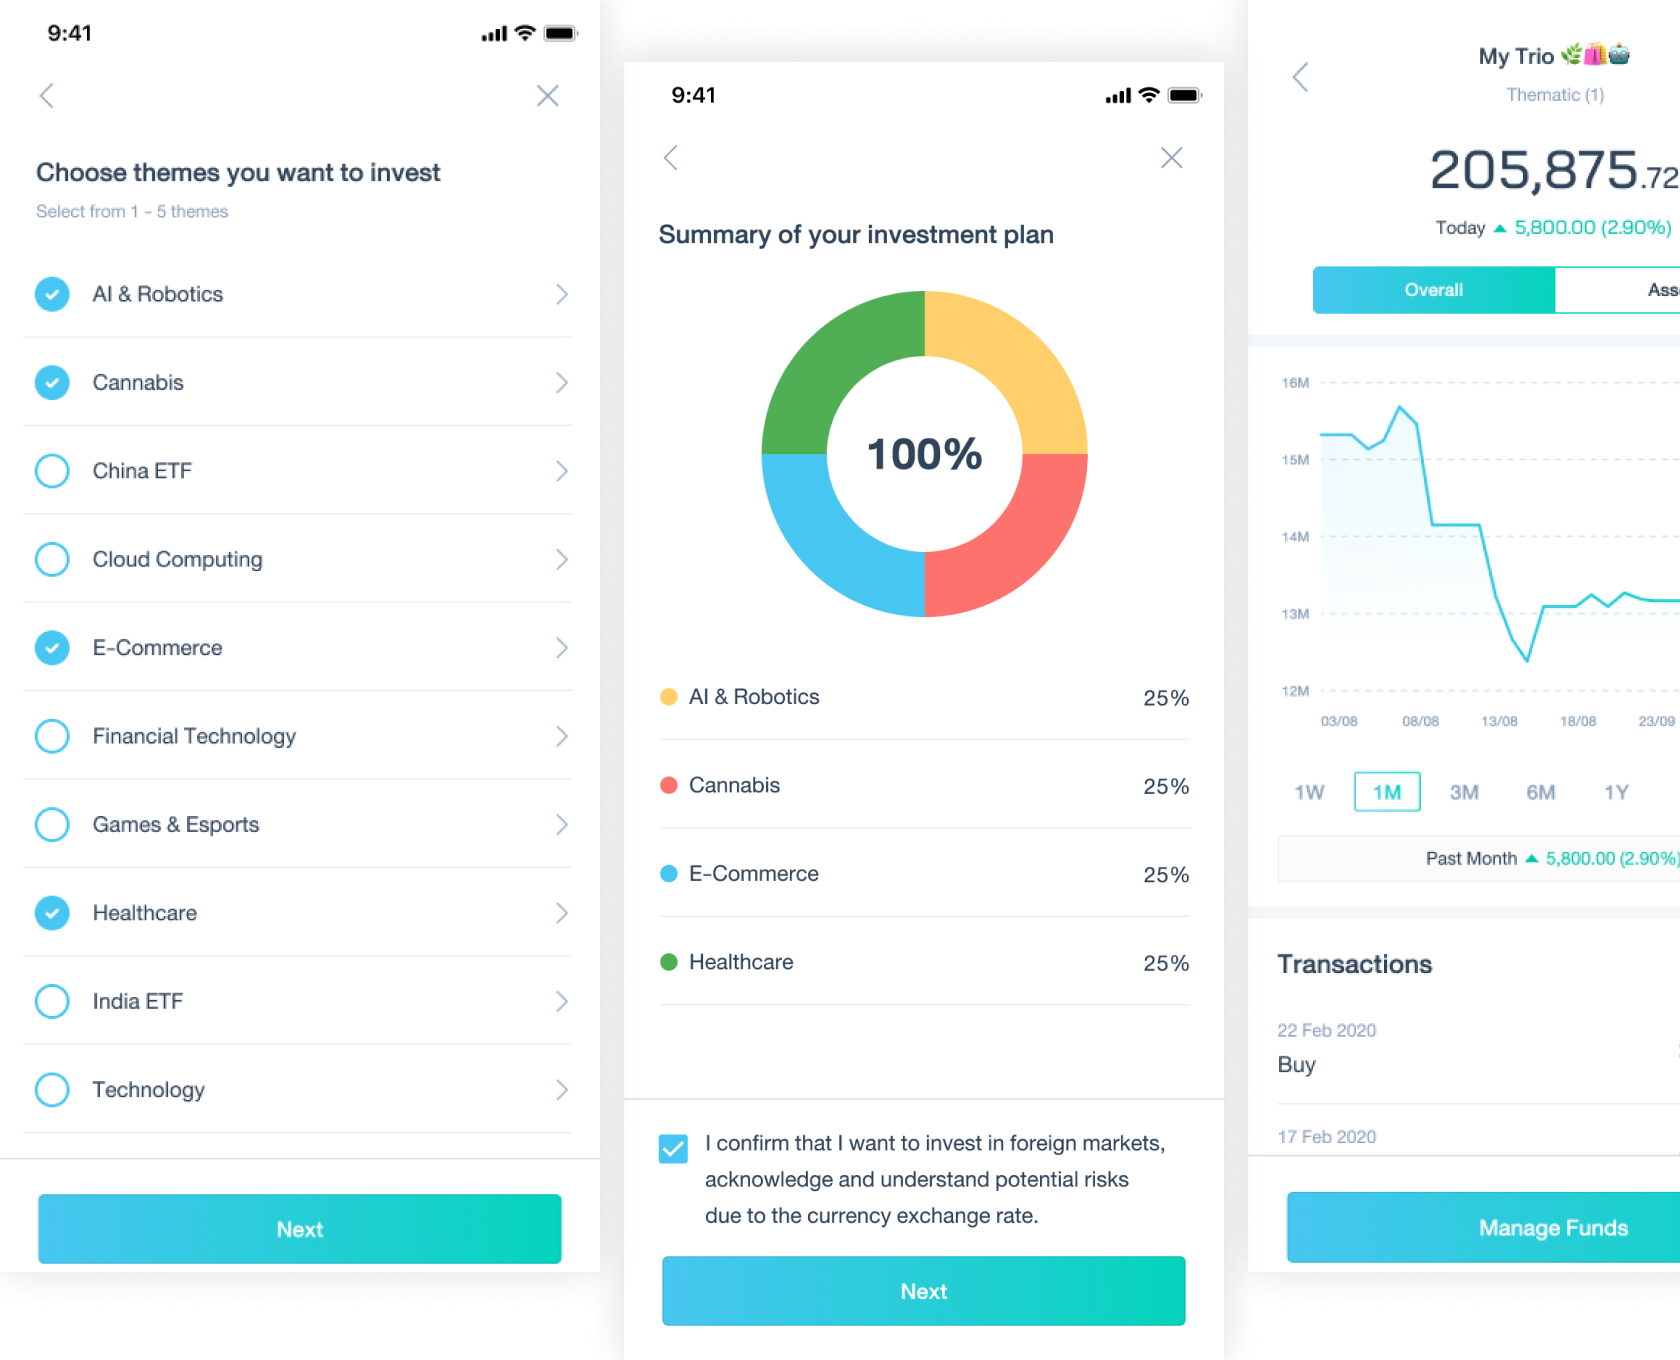 9:41
Choose themes you want to invest
Select from 1 - 5 themes
AI & Robotics
Cannabis
China ETF
Cloud Computing
E-Commerce
Financial Technology
Games & Esports
Healthcare
India ETF
Technology
Next
9:41
Summary of your investment plan
100%
AI & Robotics 25%
Cannabis 25%
E-Commerce 25%
Healthcare 25%
I confirm that I want to invest in foreign markets,
acknowledge and understand potential risks
due to the currency exchange rate.
Next
My Trio 🌿🛍️🤖
Thematic (1)
205,875.72
Today ▲ 5,800.00 (2.90%)
Overall
16M
15M
14M
13M
12M
03/08 08/08 13/08 18/08 23/09
1W 1M 3M 6M 1Y
Past Month ▲ 5,800.00 (2.90%)
Transactions
22 Feb 2020
Buy
17 Feb 2020
Manage Funds